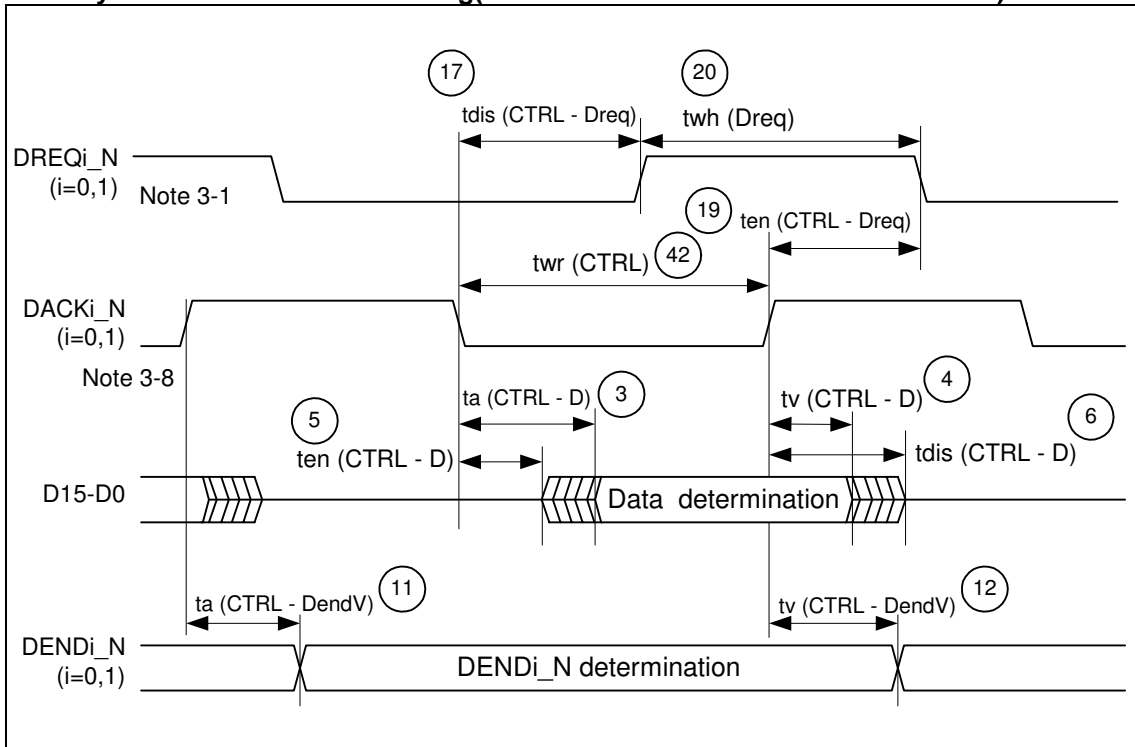 17
20
tdis (CTRL - Dreq)
twh (Dreq)
DREQi_N
(i=0,1)
Note 3-1
19
ten (CTRL - Dreq)
twr (CTRL)
42
DACKi_N
(i=0,1)
Note 3-8
ta (CTRL - D)
3
tv (CTRL - D)
4
5
ten (CTRL - D)
6
tdis (CTRL - D)
D15-D0
Data determination
ta (CTRL - DendV)
11
tv (CTRL - DendV)
12
DENDi_N
(i=0,1)
DENDi_N determination